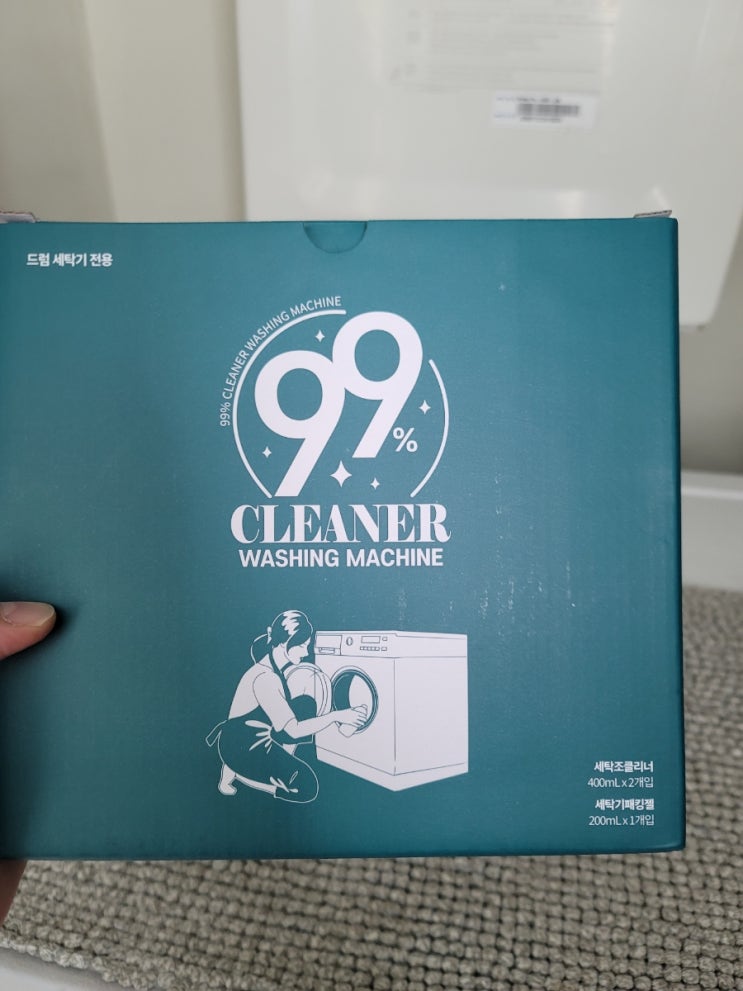 드럼 세탁기 전용
99% CLEANER WASHING MACHINE
99%
CLEANER
WASHING MACHINE
세탁조클리너
400mL x 2개입
세탁기패킹젤
200mL x 1개입